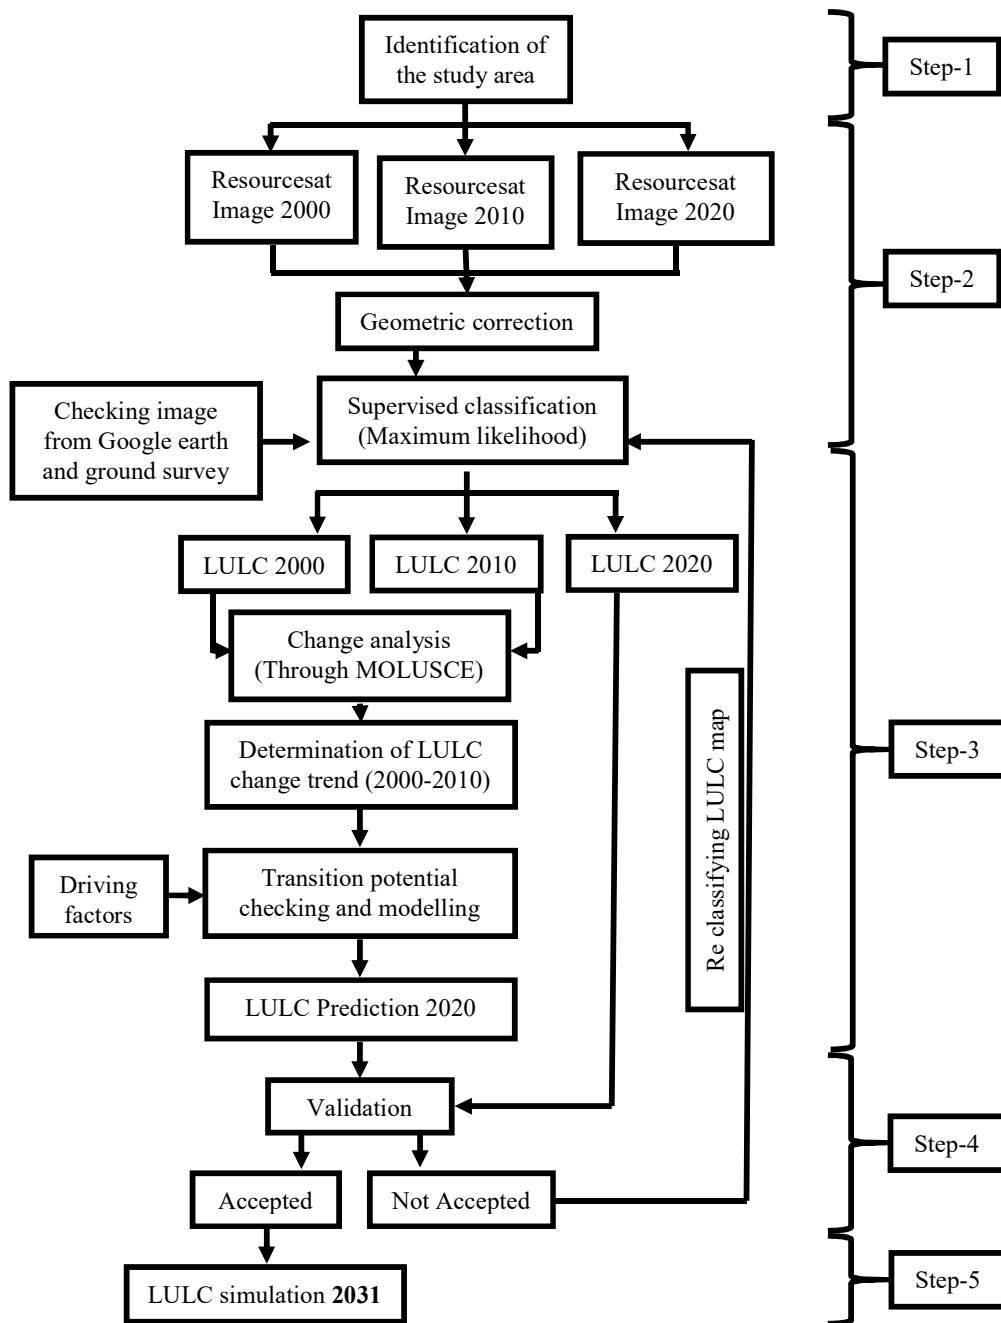 Identification of
the study area
Step-1
Resourcesat
Image 2000
Resourcesat
Image 2010
Resourcesat
Image 2020
Step-2
Geometric correction
Checking image
from Google earth
and ground survey
Supervised classification
(Maximum likelihood)
LULC 2000
LULC 2010
LULC 2020
Change analysis
(Through MOLUSCE)
Re classifying LULC map
Step-3
Determination of LULC
change trend (2000-2010)
Driving
factors
Transition potential
checking and modelling
LULC Prediction 2020
Validation
Step-4
Accepted
Not Accepted
LULC simulation 2031
Step-5